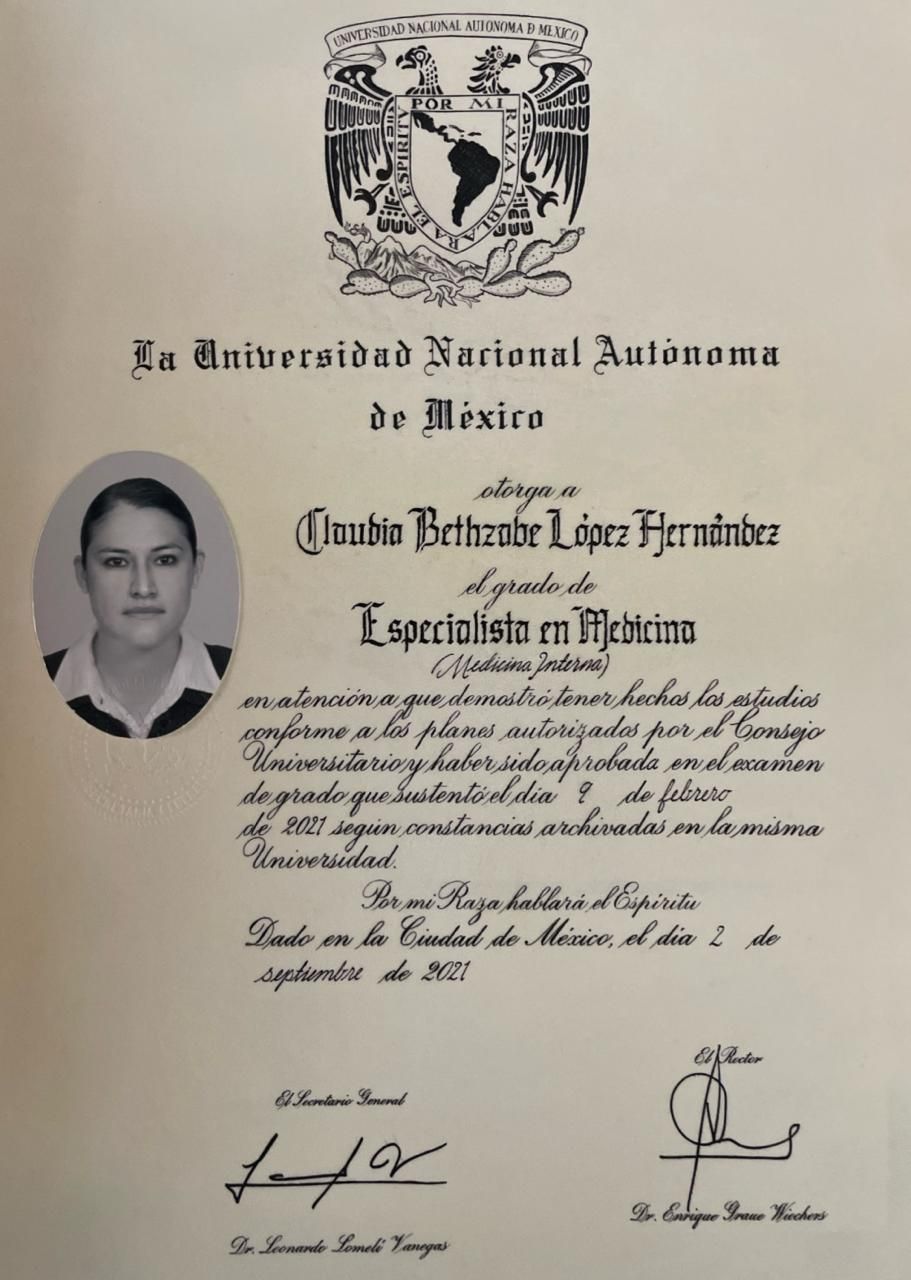 UNIVERSIDAD NACIONAL AUTONOMA D MEXICO
POR MI RAZA HABLARA EL ESPIRITV
La Universidad Nacional Autónoma
de México
otorga a
Claudia Bethzabe López Hernández
el grado de
Especialista en Medicina
(Medicina Interna)
en atención a que demostró tener hechos los estudios
conforme a los planes autorizados por el Consejo
Universitario y haber sido aprobada en el examen
de grado que sustentó el día 9 de febrero
de 2021 según constancias archivadas en la misma
Universidad.
Por mi Raza hablará el Espíritu
Dado en la Ciudad de México, el día 2 de
septiembre de 2021
El Rector
El Secretario General
Dr. Enrique Graue Wiechers
Dr. Leonardo Lomelí Vanegas